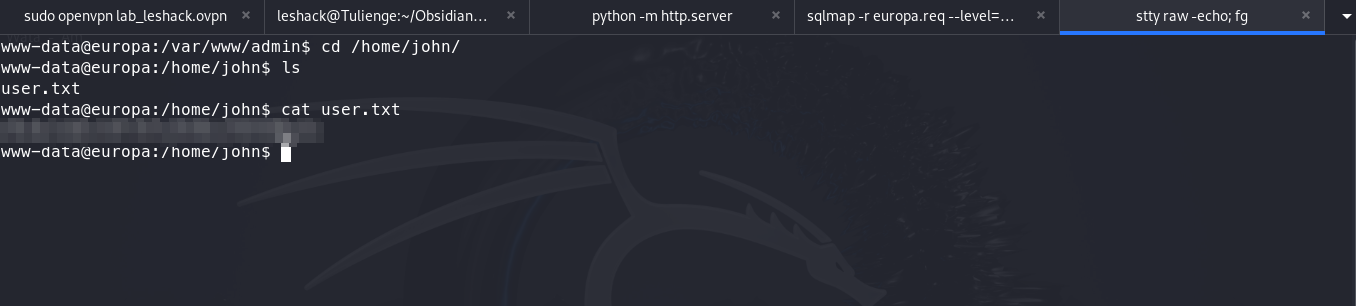 sudo openvpn lab_leshack.ovpn × leshack@Tulienge:~/Obsidian... × python -m http.server × sqlmap -r europa.req --level=... × stty raw -echo; fg ×
www-data@europa:/var/www/admin$ cd /home/john/
www-data@europa:/home/john$ ls
user.txt
www-data@europa:/home/john$ cat user.txt
www-data@europa:/home/john$